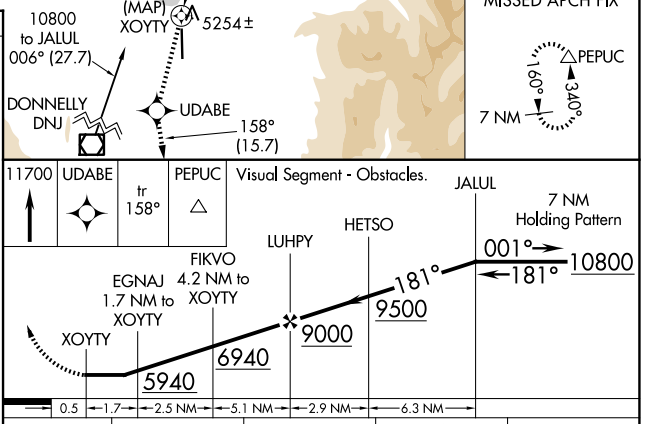 MISSED APCH FIX
(MAP)
XOYTY
5254±
10800
to JALUL
006° (27.7)
DONNELLY
DNJ
UDABE
158°
(15.7)
PEPUC
160°
340°
7 NM
11700
UDABE
tr
158°
PEPUC
Visual Segment - Obstacles.
JALUL
7 NM
Holding Pattern
HETSO
LUHPY
FIKVO
4.2 NM to
XOYTY
EGNAJ
1.7 NM to
XOYTY
XOYTY
001°
181°
10800
181°
9500
9000
6940
5940
0.5
1.7
2.5 NM
5.1 NM
2.9 NM
6.3 NM